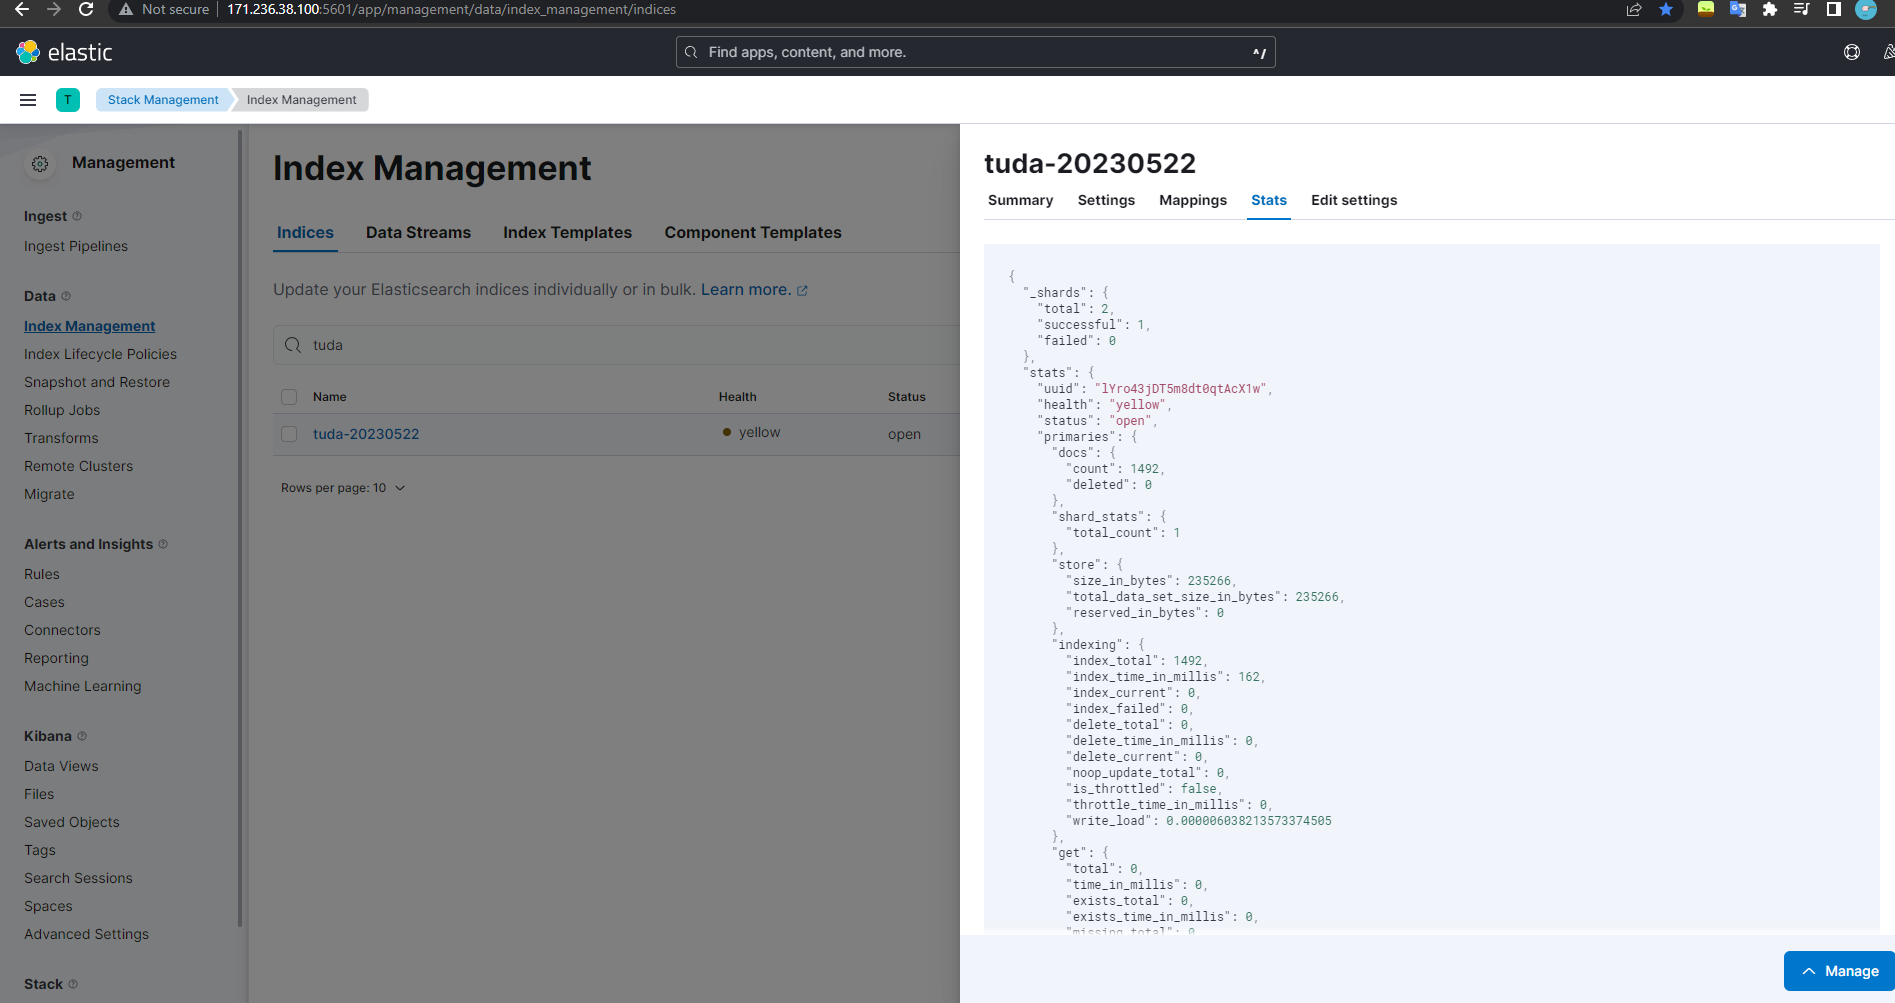 Not secure 171.236.38.100:5601/app/management/data/index_management/indices
elastic
Find apps, content, and more.
^/
T
Stack Management
Index Management
Management
Ingest
Ingest Pipelines
Data
Index Management
Index Lifecycle Policies
Snapshot and Restore
Rollup Jobs
Transforms
Remote Clusters
Migrate
Alerts and Insights
Rules
Cases
Connectors
Reporting
Machine Learning
Kibana
Data Views
Files
Saved Objects
Tags
Search Sessions
Spaces
Advanced Settings
Stack
Index Management
Indices Data Streams Index Templates Component Templates
Update your Elasticsearch indices individually or in bulk. Learn more.
tuda
Name Health Status
tuda-20230522 yellow open
Rows per page: 10
tuda-20230522
Summary Settings Mappings Stats Edit settings
{
"_shards": {
"total": 2,
"successful": 1,
"failed": 0
},
"stats": {
"uuid": "lYro43jDT5m8dt0qtAcX1w",
"health": "yellow",
"status": "open",
"primaries": {
"docs": {
"count": 1492,
"deleted": 0
},
"shard_stats": {
"total_count": 1
},
"store": {
"size_in_bytes": 235266,
"total_data_set_size_in_bytes": 235266,
"reserved_in_bytes": 0
},
"indexing": {
"index_total": 1492,
"index_time_in_millis": 162,
"index_current": 0,
"index_failed": 0,
"delete_total": 0,
"delete_time_in_millis": 0,
"delete_current": 0,
"noop_update_total": 0,
"is_throttled": false,
"throttle_time_in_millis": 0,
"write_load": 0.000006038213573374505
},
"get": {
"total": 0,
"time_in_millis": 0,
"exists_total": 0,
"exists_time_in_millis": 0,
"missing_total": 0
Manage